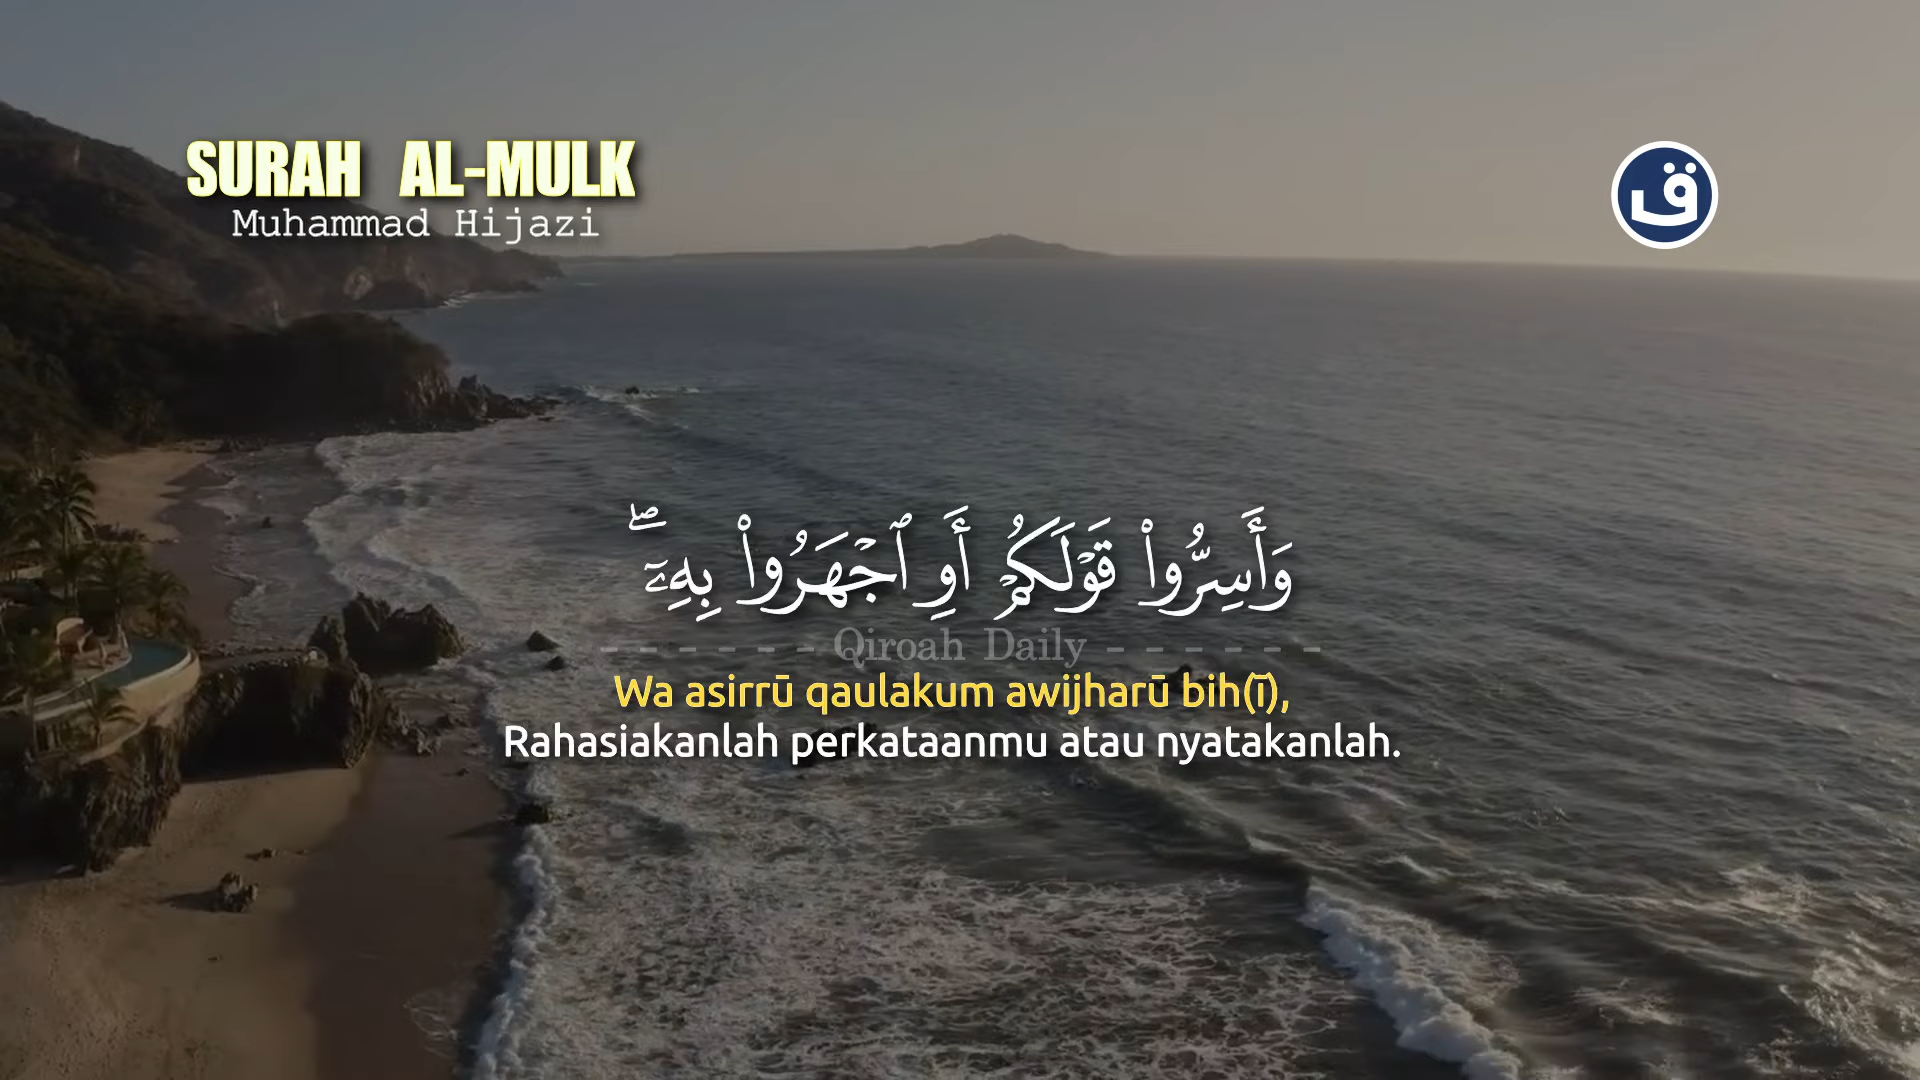 SURAH AL-MULK
Muhammad Hijazi
ق
وَأَسِرُّوا۟ قَوْلَكُمْ أَوِ ٱجْهَرُوا۟ بِهِۦٓ ۖ
- - - - - - Qiroah Daily - - - - - -
Wa asirrū qaulakum awijharū bih(ī),
Rahasiakanlah perkataanmu atau nyatakanlah.